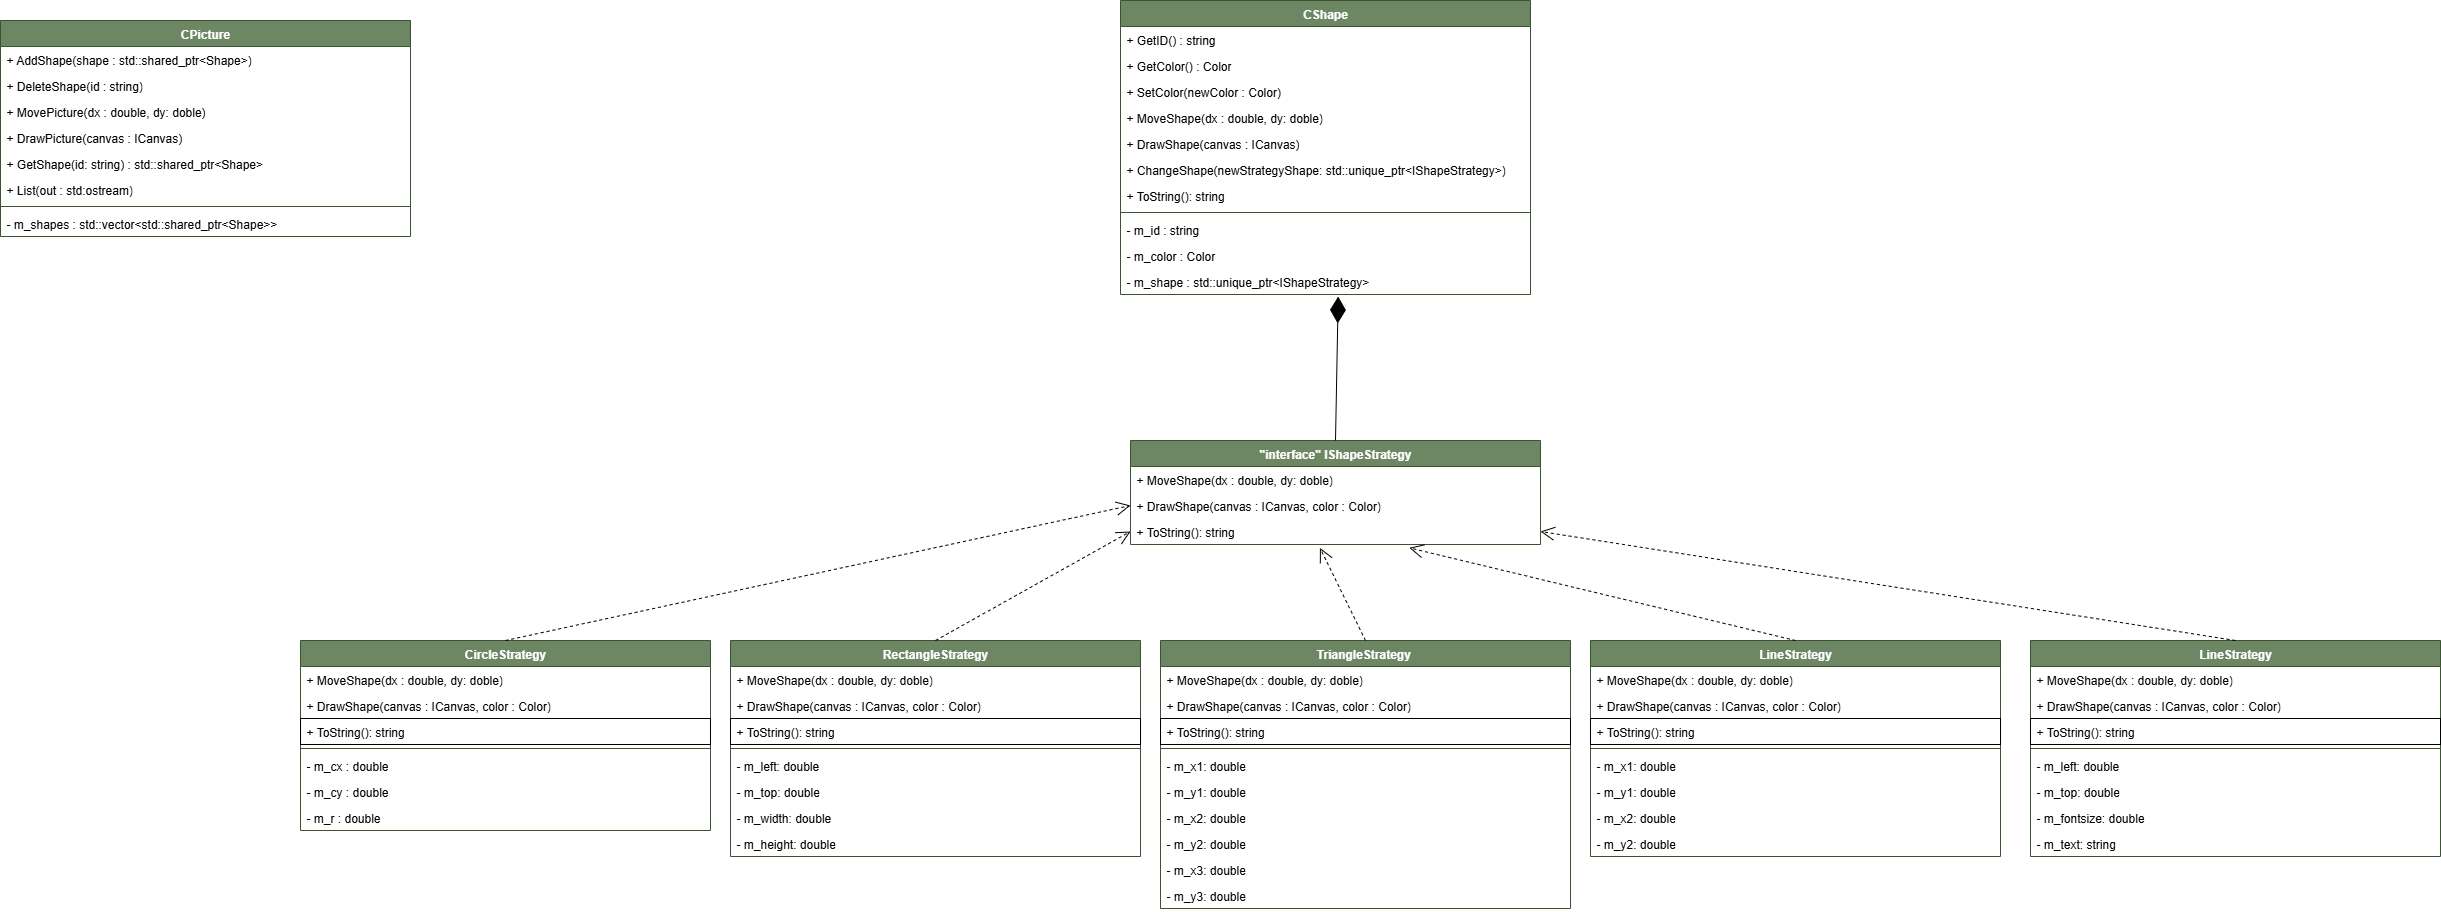 CPicture
+ AddShape(shape : std::shared_ptr<Shape>)
+ DeleteShape(id : string)
+ MovePicture(dx : double, dy: doble)
+ DrawPicture(canvas : ICanvas)
+ GetShape(id: string) : std::shared_ptr<Shape>
+ List(out : std:ostream)
- m_shapes : std::vector<std::shared_ptr<Shape>>
CShape
+ GetID() : string
+ GetColor() : Color
+ SetColor(newColor : Color)
+ MoveShape(dx : double, dy: doble)
+ DrawShape(canvas : ICanvas)
+ ChangeShape(newStrategyShape: std::unique_ptr<IShapeStrategy>)
+ ToString(): string
- m_id : string
- m_color : Color
- m_shape : std::unique_ptr<IShapeStrategy>
"interface" IShapeStrategy
+ MoveShape(dx : double, dy: doble)
+ DrawShape(canvas : ICanvas, color : Color)
+ ToString(): string
CircleStrategy
+ MoveShape(dx : double, dy: doble)
+ DrawShape(canvas : ICanvas, color : Color)
+ ToString(): string
- m_cx : double
- m_cy : double
- m_r : double
RectangleStrategy
+ MoveShape(dx : double, dy: doble)
+ DrawShape(canvas : ICanvas, color : Color)
+ ToString(): string
- m_left: double
- m_top: double
- m_width: double
- m_height: double
TriangleStrategy
+ MoveShape(dx : double, dy: doble)
+ DrawShape(canvas : ICanvas, color : Color)
+ ToString(): string
- m_x1: double
- m_y1: double
- m_x2: double
- m_y2: double
- m_x3: double
- m_y3: double
LineStrategy
+ MoveShape(dx : double, dy: doble)
+ DrawShape(canvas : ICanvas, color : Color)
+ ToString(): string
- m_x1: double
- m_y1: double
- m_x2: double
- m_y2: double
LineStrategy
+ MoveShape(dx : double, dy: doble)
+ DrawShape(canvas : ICanvas, color : Color)
+ ToString(): string
- m_left: double
- m_top: double
- m_fontsize: double
- m_text: string